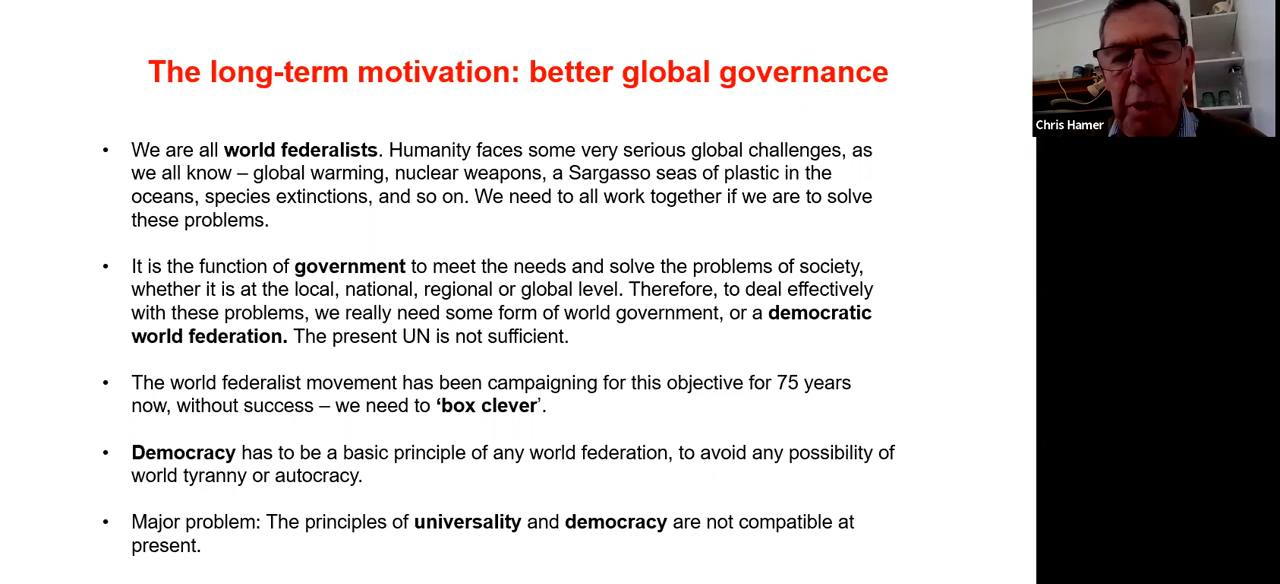 The long-term motivation: better global governance
• We are all world federalists. Humanity faces some very serious global challenges, as
we all know – global warming, nuclear weapons, a Sargasso seas of plastic in the
oceans, species extinctions, and so on. We need to all work together if we are to solve
these problems.
• It is the function of government to meet the needs and solve the problems of society,
whether it is at the local, national, regional or global level. Therefore, to deal effectively
with these problems, we really need some form of world government, or a democratic
world federation. The present UN is not sufficient.
• The world federalist movement has been campaigning for this objective for 75 years
now, without success – we need to ‘box clever’.
• Democracy has to be a basic principle of any world federation, to avoid any possibility of
world tyranny or autocracy.
• Major problem: The principles of universality and democracy are not compatible at
present.
Chris Hamer